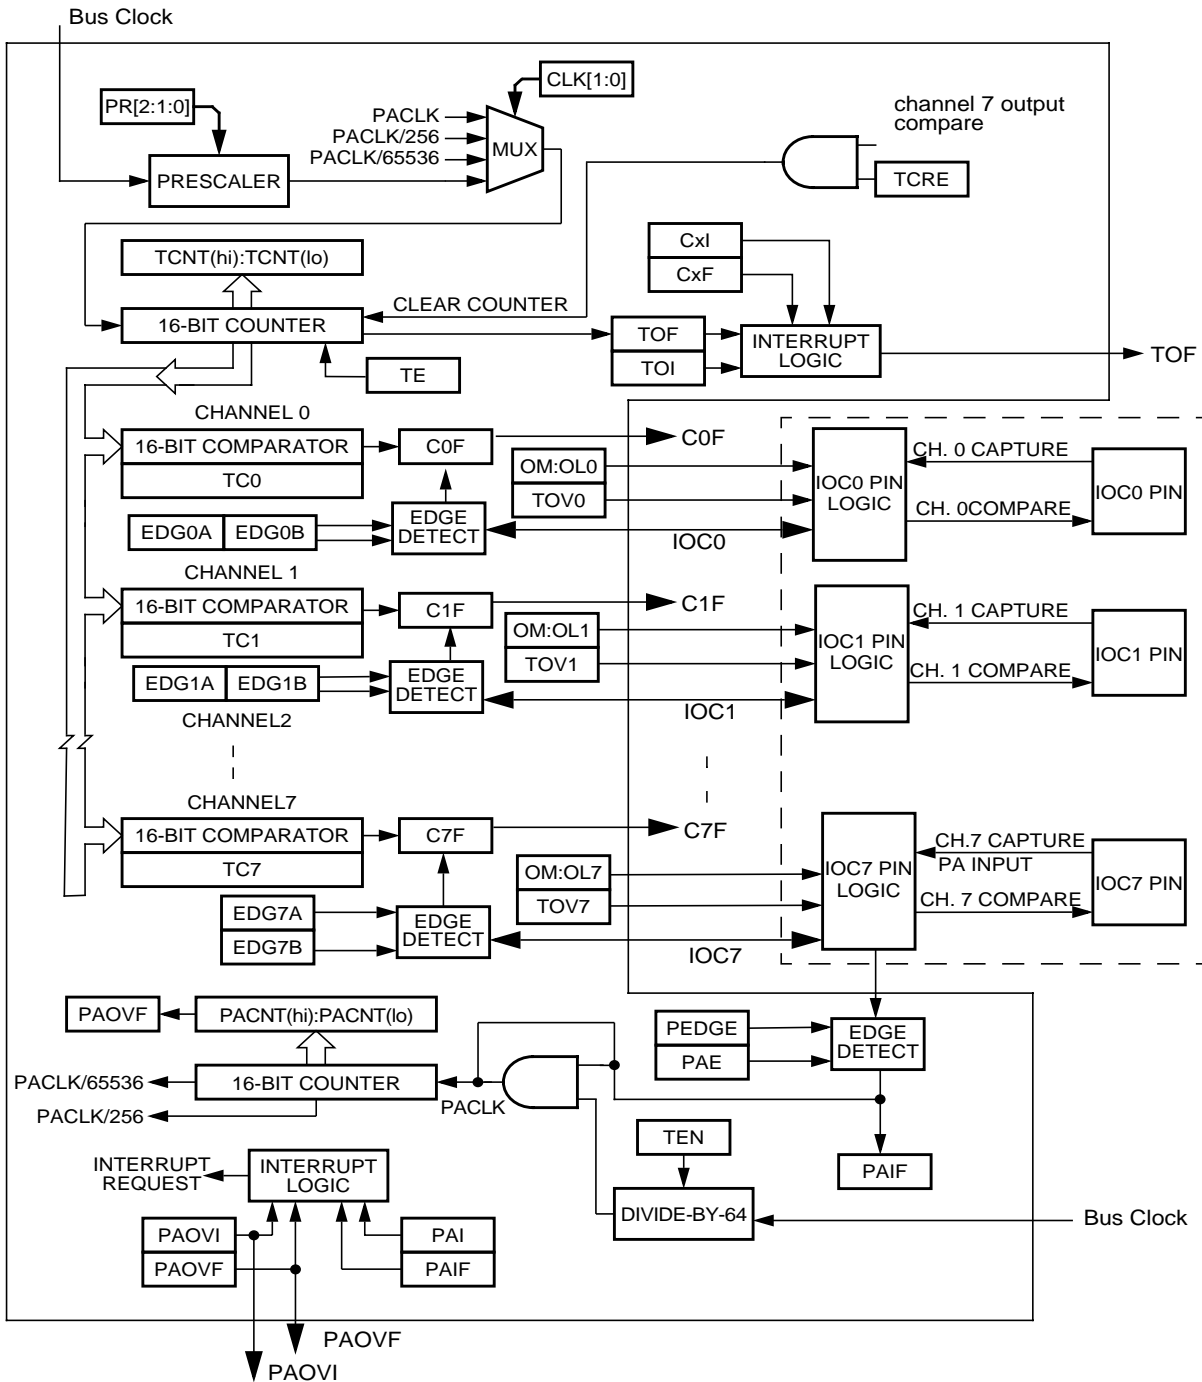 Bus Clock
CLK[1:0]
PR[2:1:0]
channel 7 output
compare
PACLK
PACLK/256
PACLK/65536
MUX
PRESCALER
TCRE
CxI
CxF
TCNT(hi):TCNT(lo)
CLEAR COUNTER
16-BIT COUNTER
TOF
TOI
INTERRUPT
LOGIC
TOF
TE
CHANNEL 0
16-BIT COMPARATOR
TC0
C0F
C0F
OM:OL0
TOV0
IOC0 PIN
LOGIC
CH. 0 CAPTURE
CH. 0COMPARE
IOC0 PIN
EDG0A
EDG0B
EDGE
DETECT
IOC0
CHANNEL 1
16-BIT COMPARATOR
TC1
C1F
C1F
OM:OL1
TOV1
IOC1 PIN
LOGIC
CH. 1 CAPTURE
CH. 1 COMPARE
IOC1 PIN
EDG1A
EDG1B
EDGE
DETECT
IOC1
CHANNEL2
CHANNEL7
16-BIT COMPARATOR
TC7
C7F
C7F
OM:OL7
TOV7
IOC7 PIN
LOGIC
CH.7 CAPTURE
PA INPUT
CH. 7 COMPARE
IOC7 PIN
EDG7A
EDG7B
EDGE
DETECT
IOC7
PAOVF
PACNT(hi):PACNT(lo)
PEDGE
PAE
EDGE
DETECT
PACLK/65536
16-BIT COUNTER
PACLK
PACLK/256
TEN
PAIF
INTERRUPT
REQUEST
INTERRUPT
LOGIC
DIVIDE-BY-64
Bus Clock
PAOVI
PAOVF
PAI
PAIF
PAOVF
PAOVI